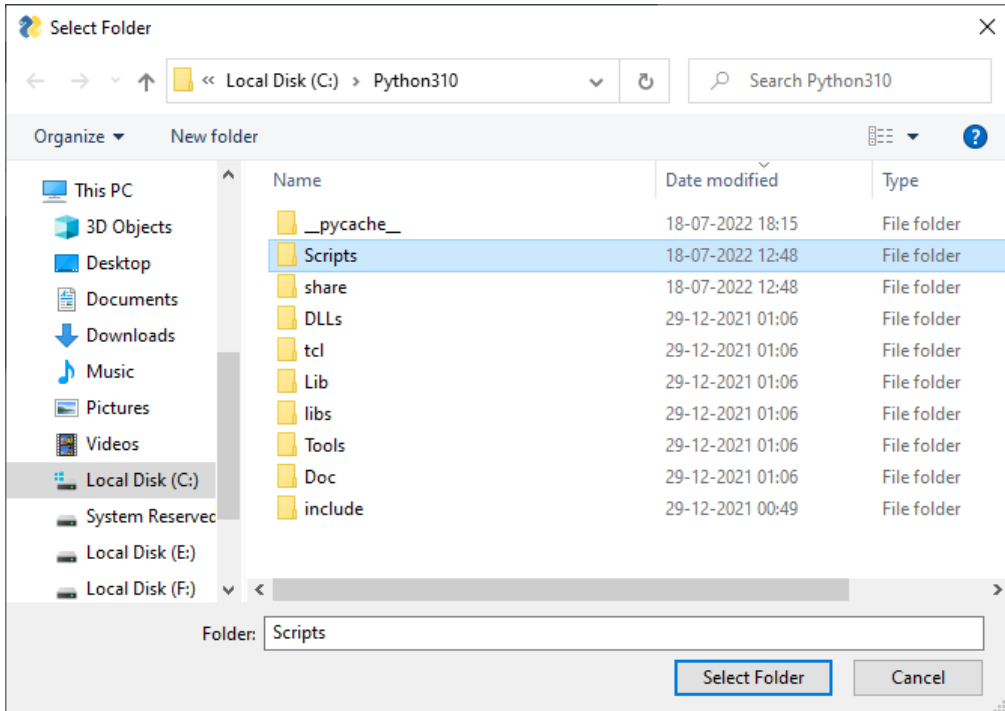 Select Folder
« Local Disk (C:) › Python310 Search Python310
Organize New folder ?
Name Date modified Type
This PC
3D Objects
Desktop
Documents
Downloads
Music
Pictures
Videos
Local Disk (C:)
System Reserved
Local Disk (E:)
Local Disk (F:)
__pycache__ 18-07-2022 18:15 File folder
Scripts 18-07-2022 12:48 File folder
share 18-07-2022 12:48 File folder
DLLs 29-12-2021 01:06 File folder
tcl 29-12-2021 01:06 File folder
Lib 29-12-2021 01:06 File folder
libs 29-12-2021 01:06 File folder
Tools 29-12-2021 01:06 File folder
Doc 29-12-2021 01:06 File folder
include 29-12-2021 00:49 File folder
Folder: Scripts
Select Folder Cancel